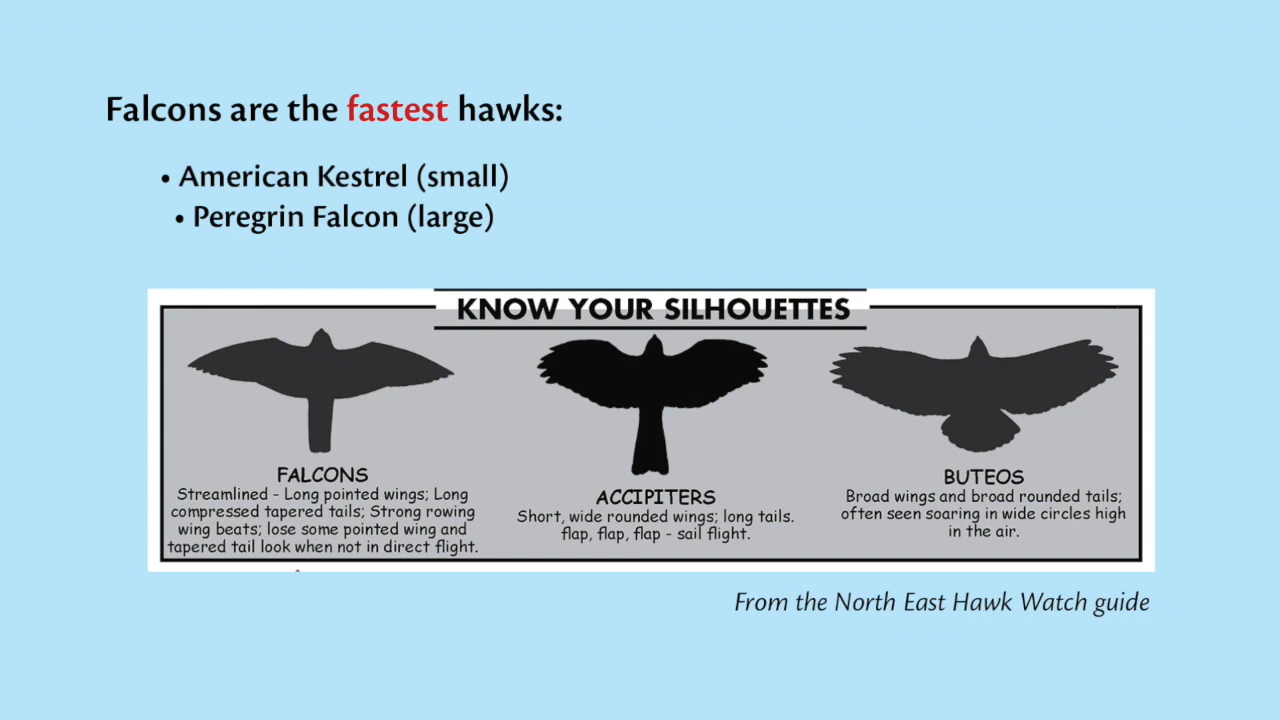 Falcons are the fastest hawks:
• American Kestrel (small)
• Peregrin Falcon (large)
KNOW YOUR SILHOUETTES
FALCONS
Streamlined - Long pointed wings; Long
compressed tapered tails; Strong rowing
wing beats; lose some pointed wing and
tapered tail look when not in direct flight.
ACCIPITERS
Short, wide rounded wings; long tails.
flap, flap, flap - sail flight.
BUTEOS
Broad wings and broad rounded tails;
often seen soaring in wide circles high
in the air.
From the North East Hawk Watch guide